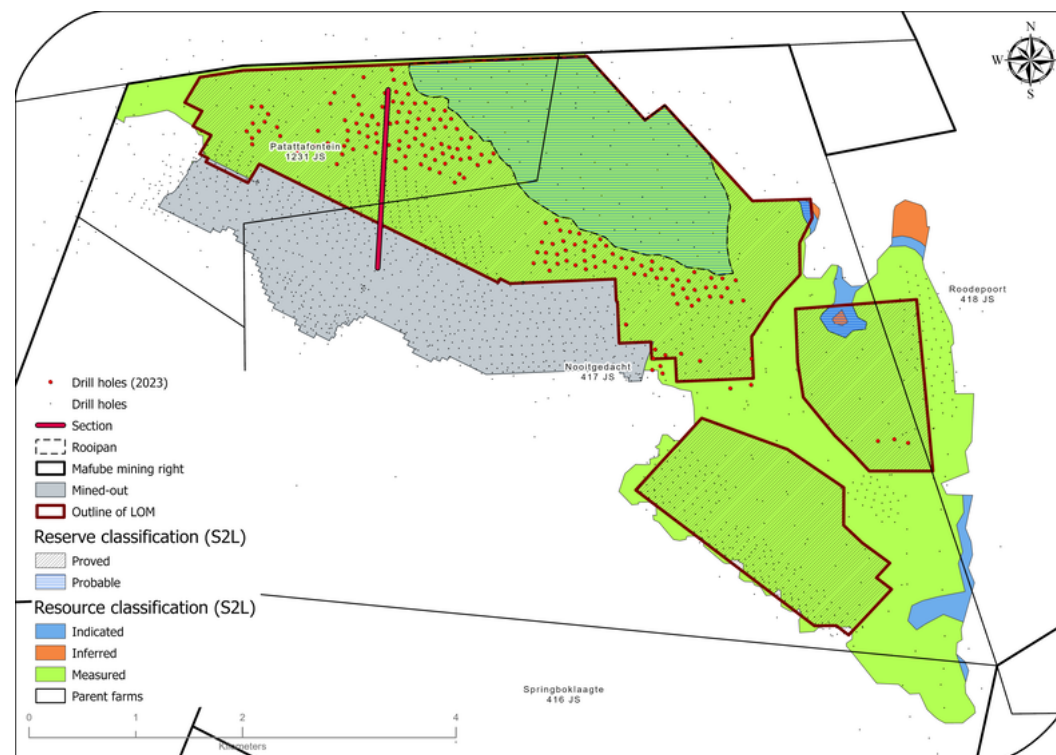 N
W
E
S
Patattafontein
1231 JS
Roodepoort
418 JS
Nooitgedacht
417 JS
Drill holes (2023)
Drill holes
Section
Rooipan
Mafube mining right
Mined-out
Outline of LOM
Reserve classification (S2L)
Proved
Probable
Resource classification (S2L)
Indicated
Inferred
Measured
Parent farms
Springboklaagte
416 JS
0 1 2 4
Kilometers